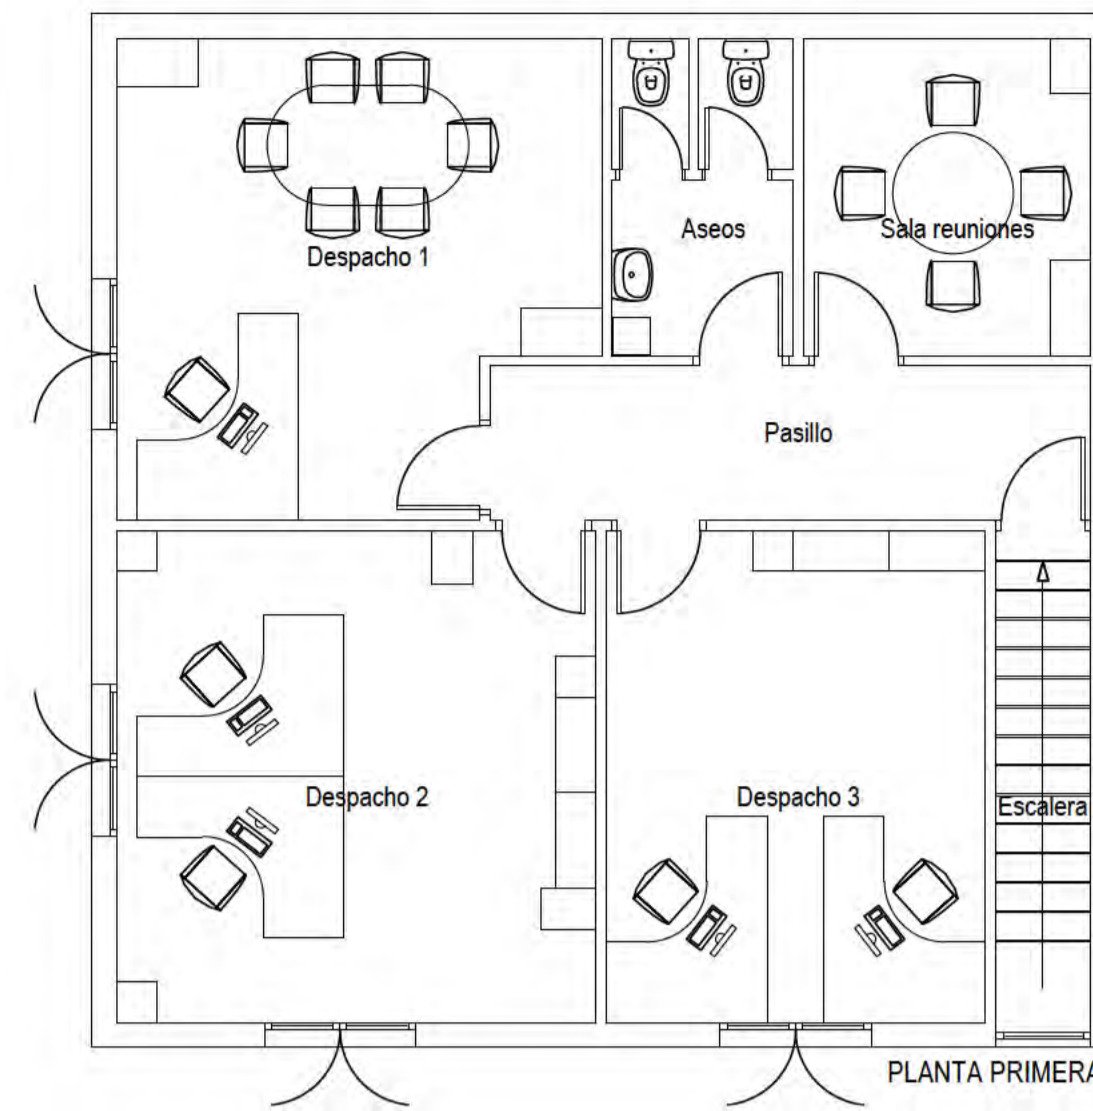 Despacho 1
Aseos
Sala reuniones
Pasillo
Despacho 2
Despacho 3
Escalera
PLANTA PRIMERA